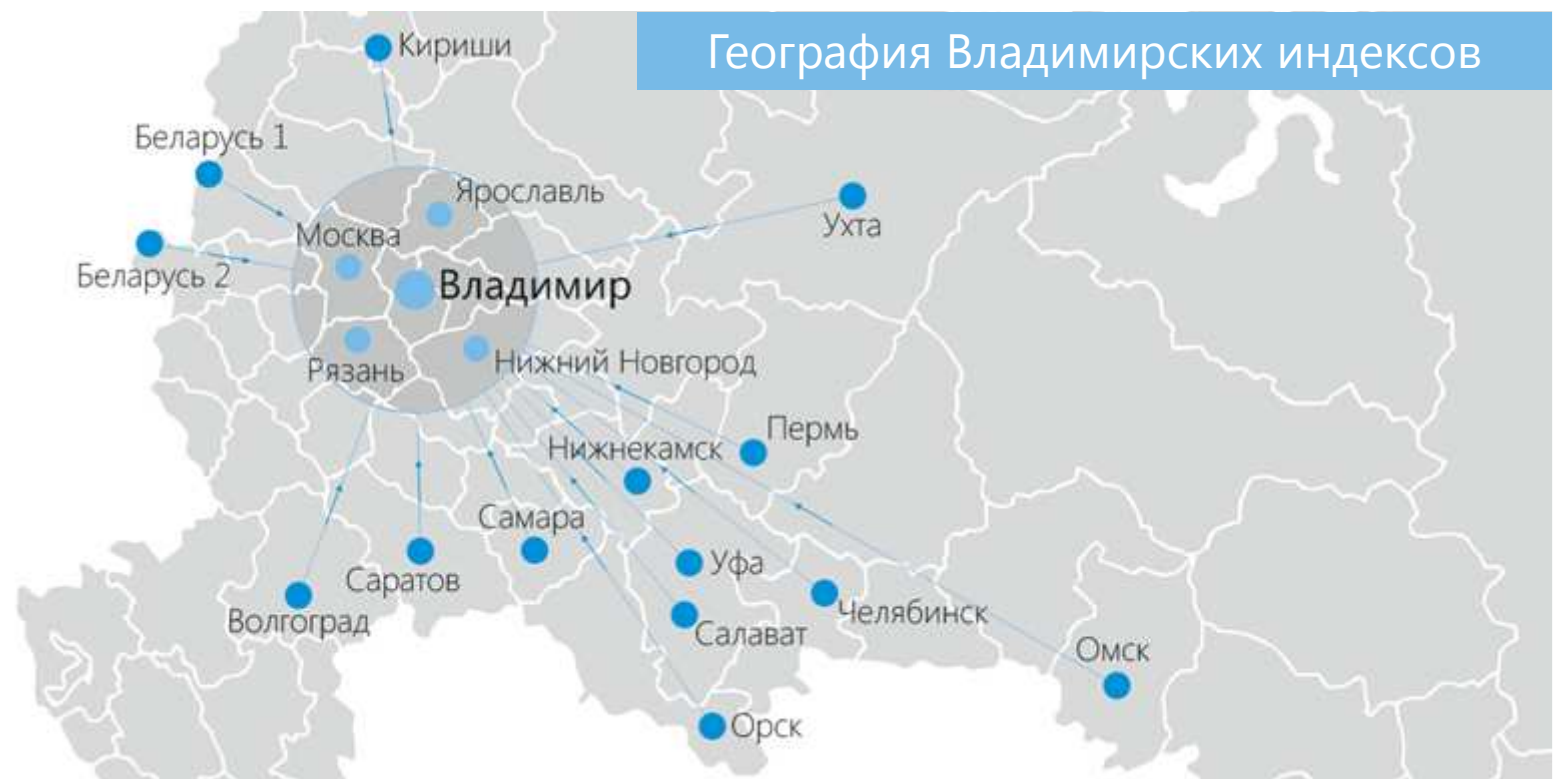 География Владимирских индексов
Кириши
Беларусь 1
Ярославль
Ухта
Москва
Беларусь 2
Владимир
Нижний Новгород
Рязань
Пермь
Нижнекамск
Самара
Уфа
Саратов
Челябинск
Волгоград
Салават
Омск
Орск